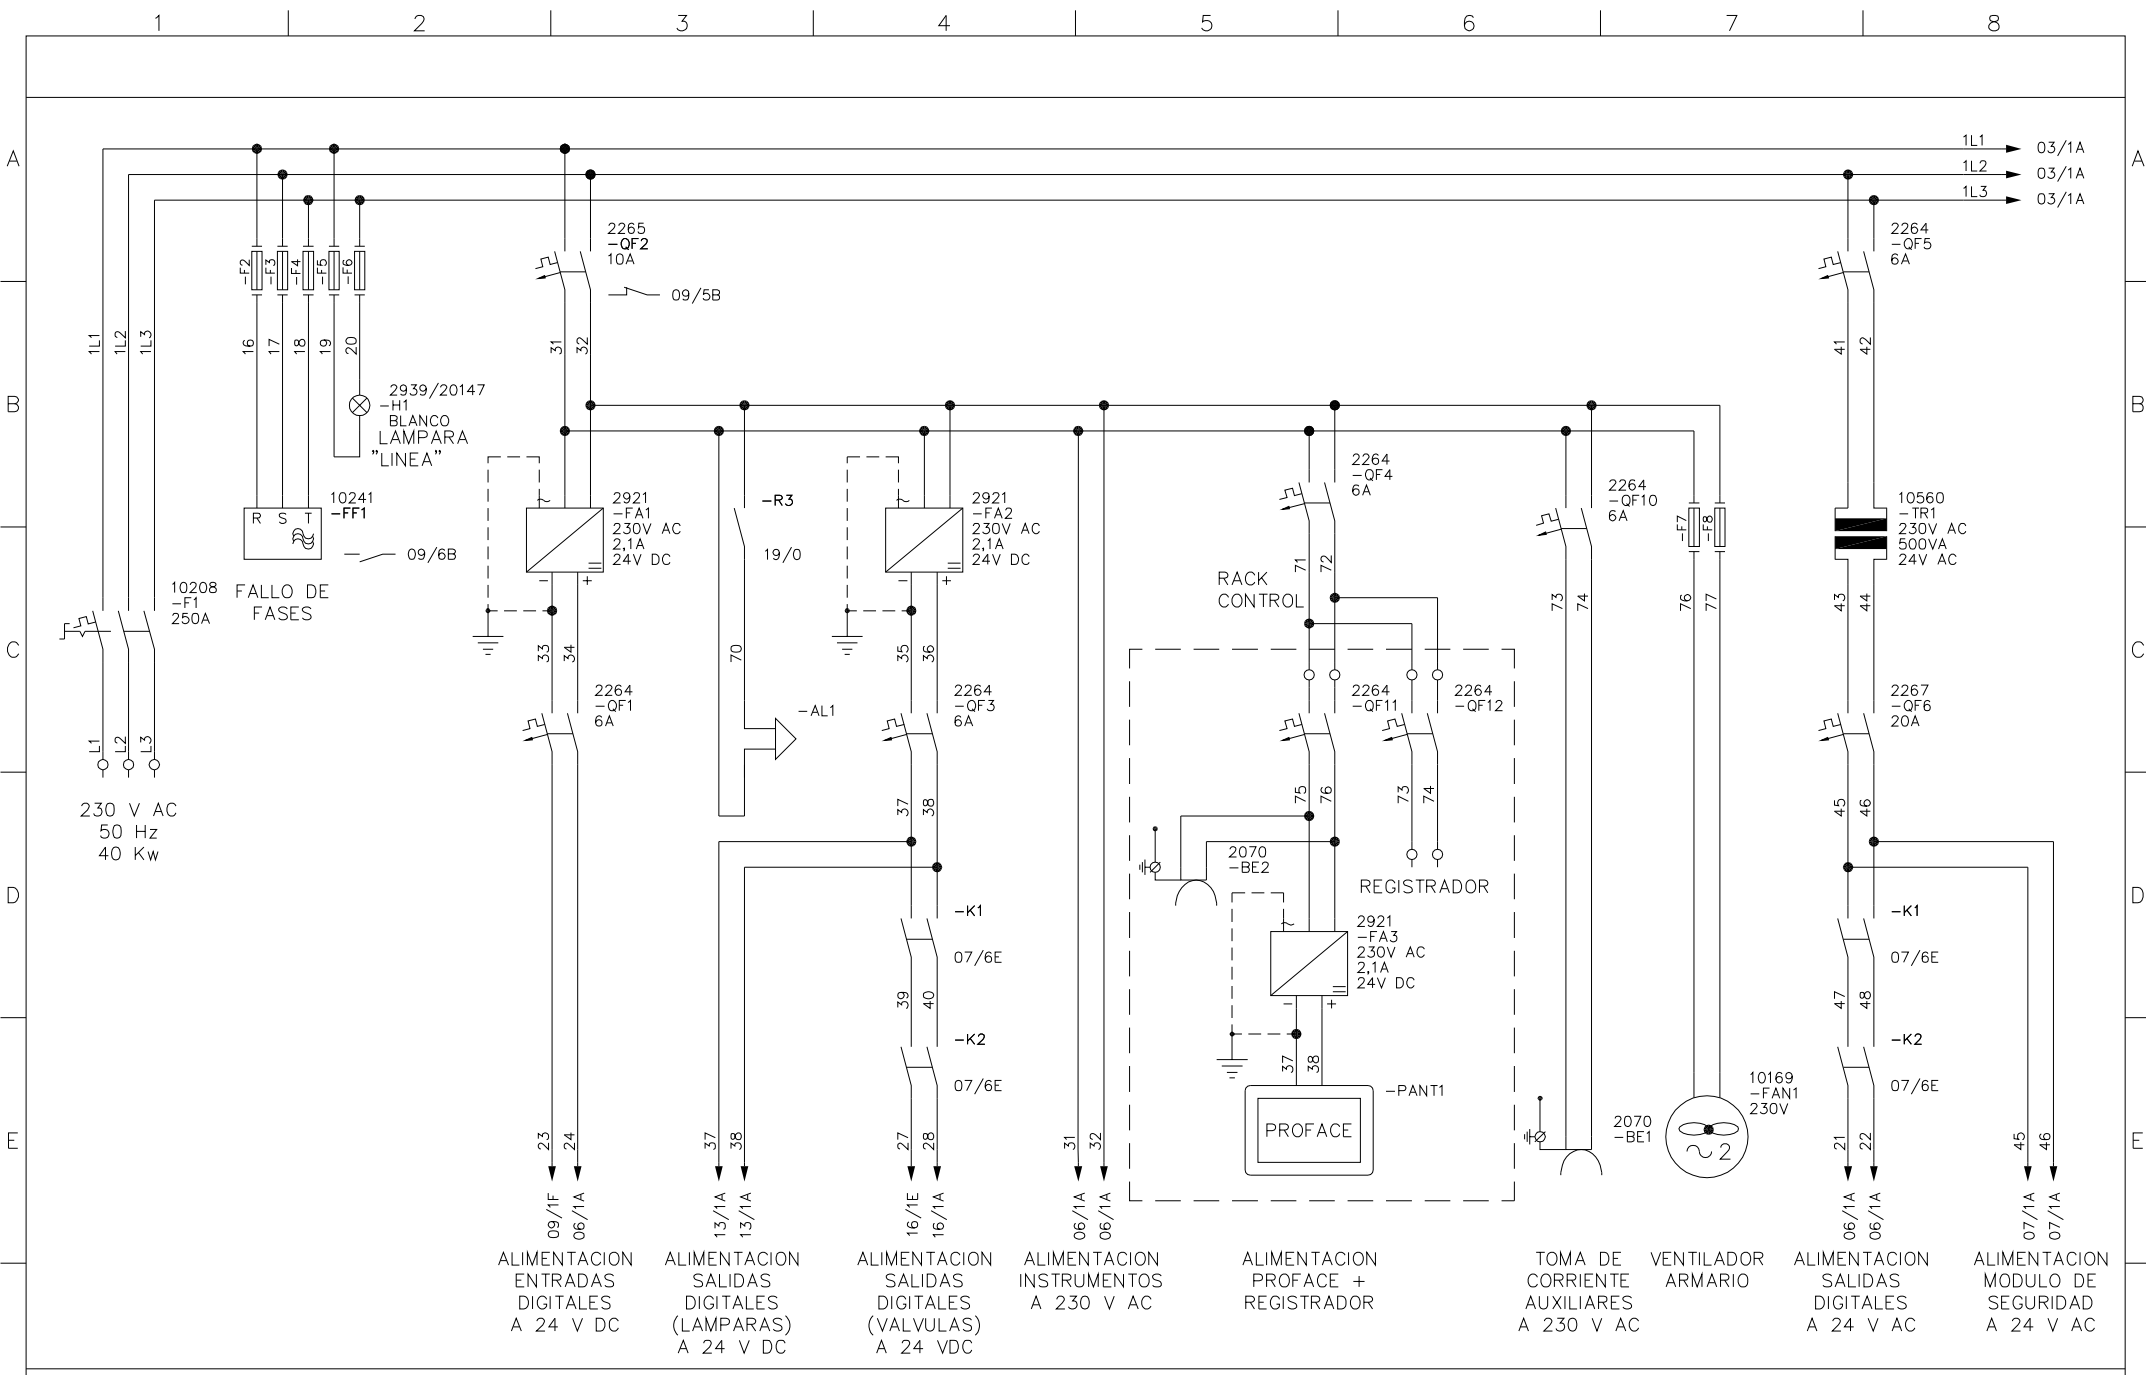 1 2 3 4 5 6 7 8
A A
1L1 03/1A
1L2 03/1A
1L3 03/1A
2265
-QF2
10A
09/5B
2264
-QF5
6A
-F2 -F3 -F4 -F5 -F6
1L1 1L2 1L3 16 17 18 19 20 31 32 41 42
B B
2939/20147
-H1
BLANCO
LAMPARA
"LINEA"
10241
-FF1
R S T
09/6B
FALLO DE
FASES
2921
-FA1
230V AC
2,1A
24V DC
~ = - +
-R3
19/0
2921
-FA2
230V AC
2,1A
24V DC
~ = - +
2264
-QF4
6A
2264
-QF10
6A
-F7 -F8
10560
-TR1
230V AC
500VA
24V AC
10208
-F1
250A
C C
RACK
CONTROL
71 72 73 74 76 77 43 44
33 34 70 35 36
2264
-QF1
6A
-AL1
2264
-QF3
6A
2264
-QF11
2264
-QF12
2267
-QF6
20A
L1 L2 L3
230 V AC
50 Hz
40 Kw
37 38 75 76 73 74 45 46
2070
-BE2
REGISTRADOR
D D
-K1
07/6E
2921
-FA3
230V AC
2,1A
24V DC
~ = - +
-K1
07/6E
39 40 47 48
-K2
07/6E
37 38
-PANT1
PROFACE
-K2
07/6E
2070
-BE1
10169
-FAN1
230V
~ 2
E E
23 24 37 38 27 28 31 32 21 22 45 46
09/1F 06/1A 13/1A 13/1A 16/1E 16/1A 06/1A 06/1A 06/1A 06/1A 07/1A 07/1A
ALIMENTACION
ENTRADAS
DIGITALES
A 24 V DC
ALIMENTACION
SALIDAS
DIGITALES
(LAMPARAS)
A 24 V DC
ALIMENTACION
SALIDAS
DIGITALES
(VALVULAS)
A 24 VDC
ALIMENTACION
INSTRUMENTOS
A 230 V AC
ALIMENTACION
PROFACE +
REGISTRADOR
TOMA DE
CORRIENTE
AUXILIARES
A 230 V AC
VENTILADOR
ARMARIO
ALIMENTACION
SALIDAS
DIGITALES
A 24 V AC
ALIMENTACION
MODULO DE
SEGURIDAD
A 24 V AC